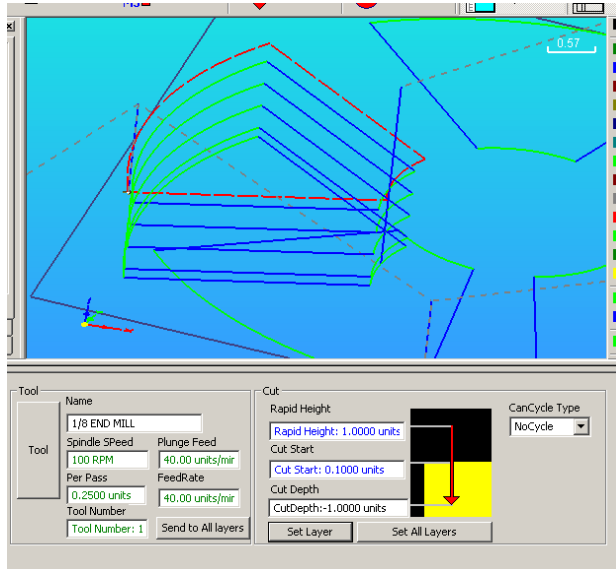 0.57
Tool
Name
1/8 END MILL
Tool
Spindle SPeed
Plunge Feed
100 RPM
40.00 units/mir
Per Pass
FeedRate
0.2500 units
40.00 units/mir
Tool Number
Tool Number: 1
Send to All layers
Cut
Rapid Height
Rapid Height: 1.0000 units
Cut Start
Cut Start: 0.1000 units
Cut Depth
CutDepth:-1.0000 units
Set Layer
Set All Layers
CanCycle Type
NoCycle